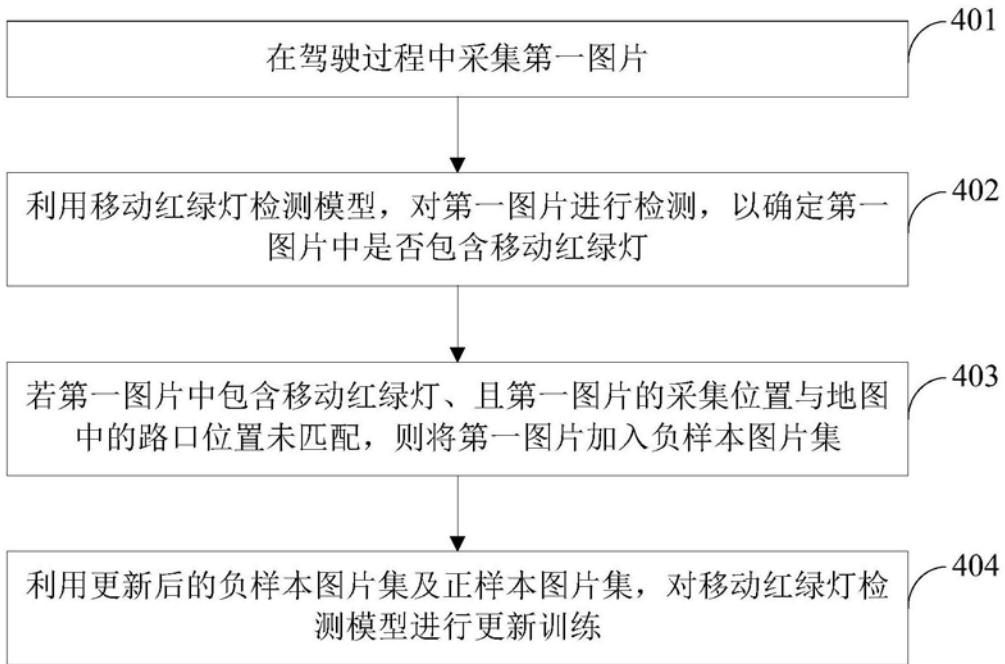 401
在驾驶过程中采集第一图片
402
利用移动红绿灯检测模型，对第一图片进行检测，以确定第一
图片中是否包含移动红绿灯
403
若第一图片中包含移动红绿灯、且第一图片的采集位置与地图
中的路口位置未匹配，则将第一图片加入负样本图片集
404
利用更新后的负样本图片集及正样本图片集，对移动红绿灯检
测模型进行更新训练